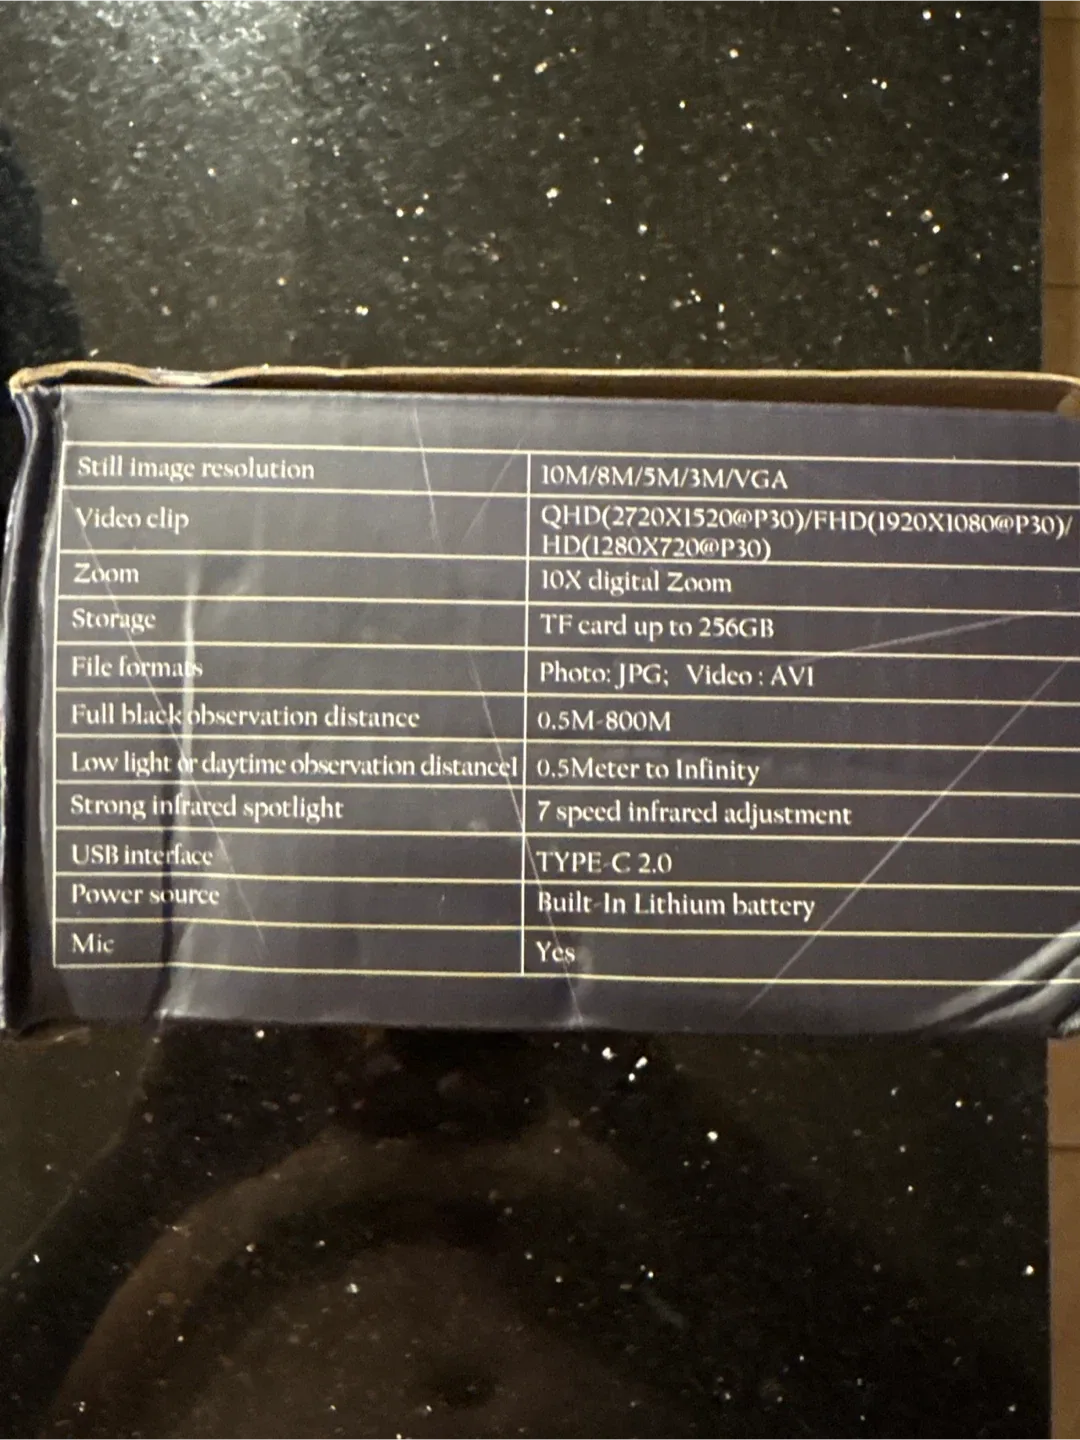 Still image resolution 10M/8M/5M/3M/VGA
Video clip QHD(2720X1520@P30)/FHD(1920X1080@P30)/
HD(1280X720@P30)
Zoom 10X digital Zoom
Storage TF card up to 256GB
File formats Photo: JPG; Video : AVI
Full black observation distance 0.5M-800M
Low light or daytime observation distancel 0.5Meter to Infinity
Strong infrared spotlight 7 speed infrared adjustment
USB interface TYPE-C 2.0
Power source Built-In Lithium battery
Mic Yes